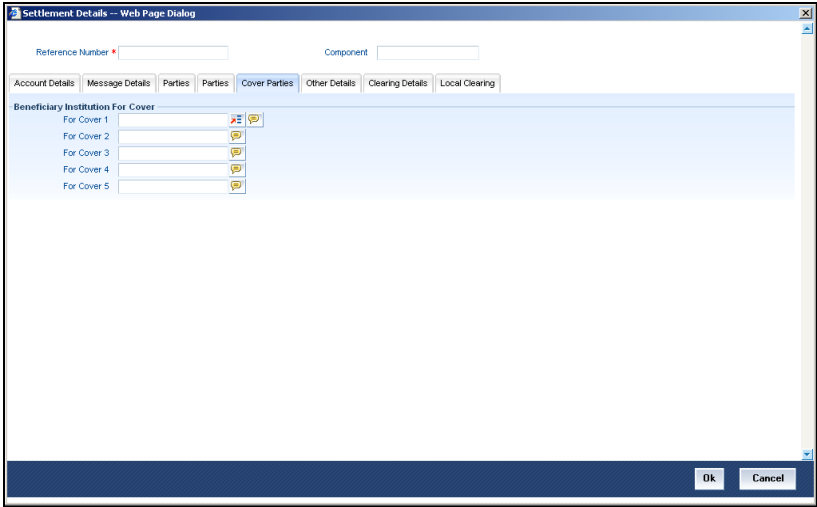 Settlement Details -- Web Page Dialog
Reference Number * Component
Account Details Message Details Parties Parties Cover Parties Other Details Clearing Details Local Clearing
Beneficiary Institution For Cover
For Cover 1
For Cover 2
For Cover 3
For Cover 4
For Cover 5
Ok Cancel